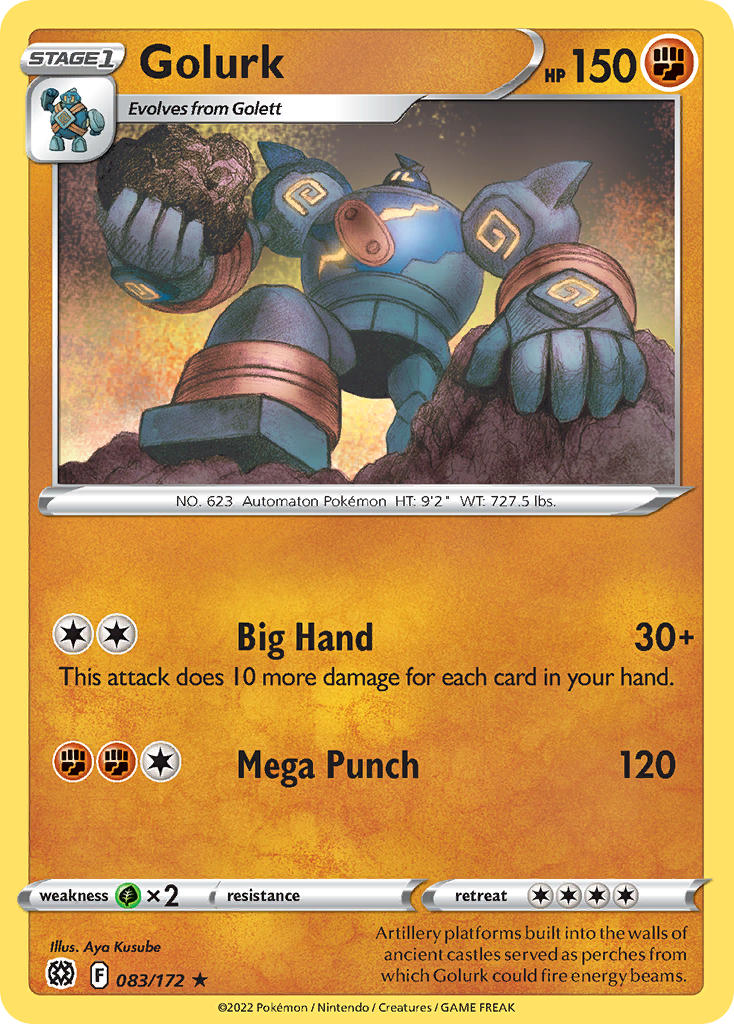 STAGE1
Golurk
HP 150
Evolves from Golett
NO. 623 Automaton Pokémon HT: 9'2" WT: 727.5 lbs.
Big Hand 30+
This attack does 10 more damage for each card in your hand.
Mega Punch 120
weakness ×2 resistance retreat
Illus. Aya Kusube
Artillery platforms built into the walls of
ancient castles served as perches from
which Golurk could fire energy beams.
F 083/172 ★
©2022 Pokémon / Nintendo / Creatures / GAME FREAK